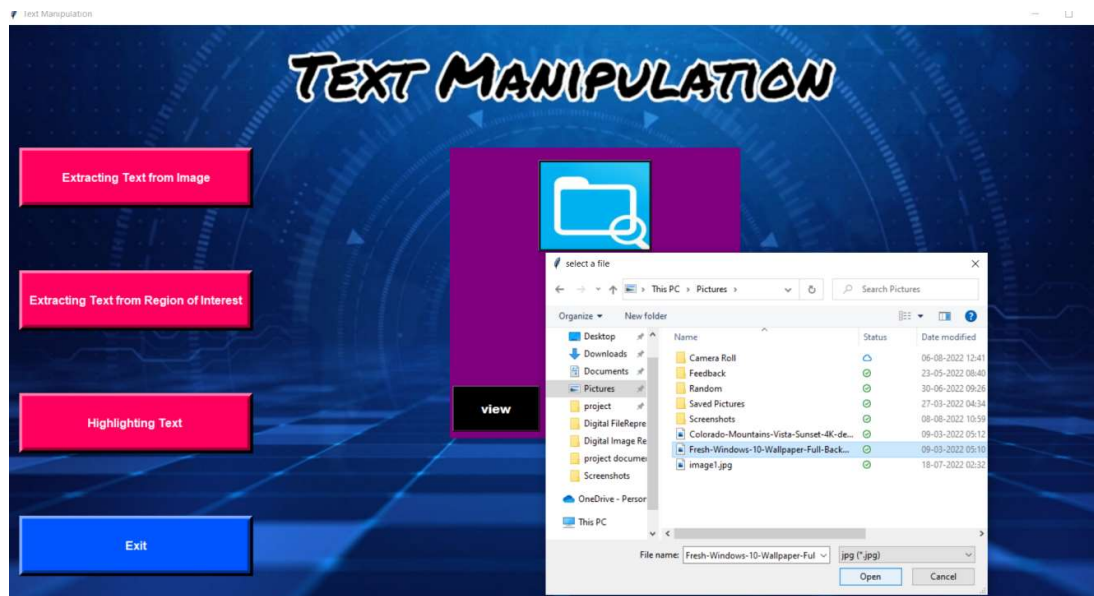 Text Manipulation
TEXT MANIPULATION
Extracting Text from Image
Extracting Text from Region of Interest
Highlighting Text
Exit
view
select a file
This PC > Pictures >
Search Pictures
Organize New folder
Name Status Date modified
Desktop
Downloads
Documents
Pictures
project
Digital FileRepre
Digital Image Re
project documer
Screenshots
OneDrive - Person
This PC
Camera Roll 06-08-2022 12:41
Feedback 23-05-2022 08:40
Random 30-06-2022 09:26
Saved Pictures 27-03-2022 04:34
Screenshots 08-08-2022 10:59
Colorado-Mountains-Vista-Sunset-4K-de... 09-03-2022 05:12
Fresh-Windows-10-Wallpaper-Full-Back... 09-03-2022 05:10
image1.jpg 18-07-2022 02:32
File name: Fresh-Windows-10-Wallpaper-Ful jpg (*.jpg)
Open Cancel